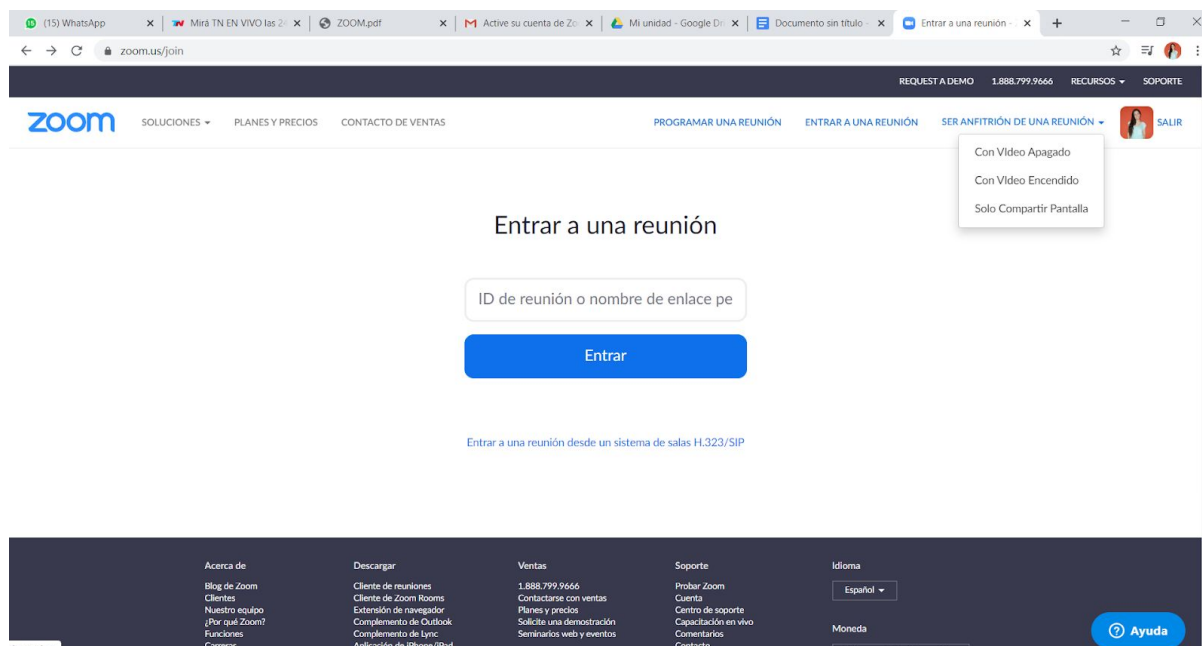 (15) WhatsApp
Mirá TN EN VIVO las 24
ZOOM.pdf
M Active su cuenta de Zo
Mi unidad - Google Dri
Documento sin título -
Entrar a una reunión -
zoom.us/join
REQUEST A DEMO 1.888.799.9666 RECURSOS SOPORTE
zoom SOLUCIONES PLANES Y PRECIOS CONTACTO DE VENTAS PROGRAMAR UNA REUNIÓN ENTRAR A UNA REUNIÓN SER ANFITRIÓN DE UNA REUNIÓN SALIR
Con VIdeo Apagado
Con VIdeo Encendido
Solo Compartir Pantalla
Entrar a una reunión
ID de reunión o nombre de enlace pe
Entrar
Entrar a una reunión desde un sistema de salas H.323/SIP
Acerca de
Blog de Zoom
Clientes
Nuestro equipo
¿Por qué Zoom?
Funciones
Carreras
Descargar
Cliente de reuniones
Cliente de Zoom Rooms
Extensión de navegador
Complemento de Outlook
Complemento de Lync
Aplicación de iPhone/iPad
Ventas
1.888.799.9666
Contactarse con ventas
Planes y precios
Solicite una demostración
Seminarios web y eventos
Soporte
Probar Zoom
Cuenta
Centro de soporte
Capacitación en vivo
Comentarios
Contacto
Idioma
Español
Moneda
Ayuda